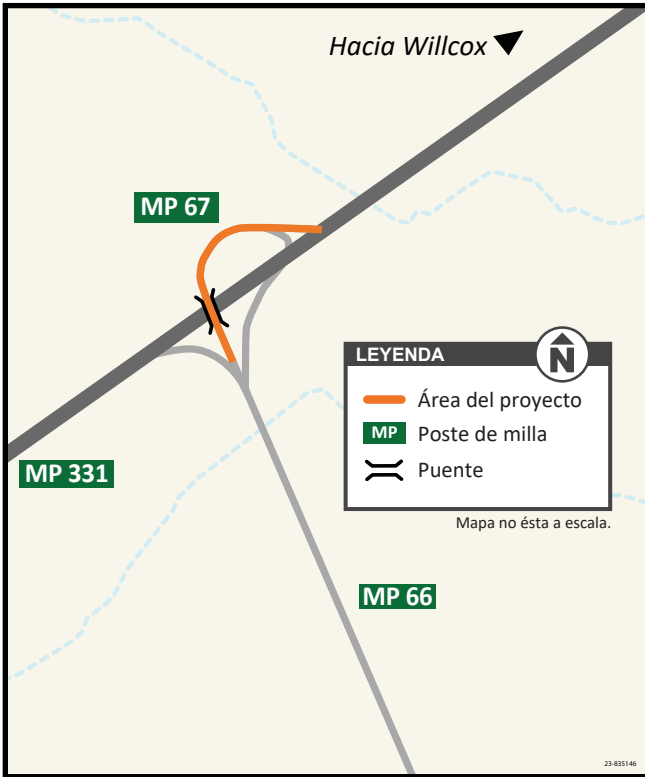 Hacia Willcox
MP 67
LEYENDA
N
Área del proyecto
MP Poste de milla
Puente
MP 331
Mapa no ésta a escala.
MP 66
23-835146